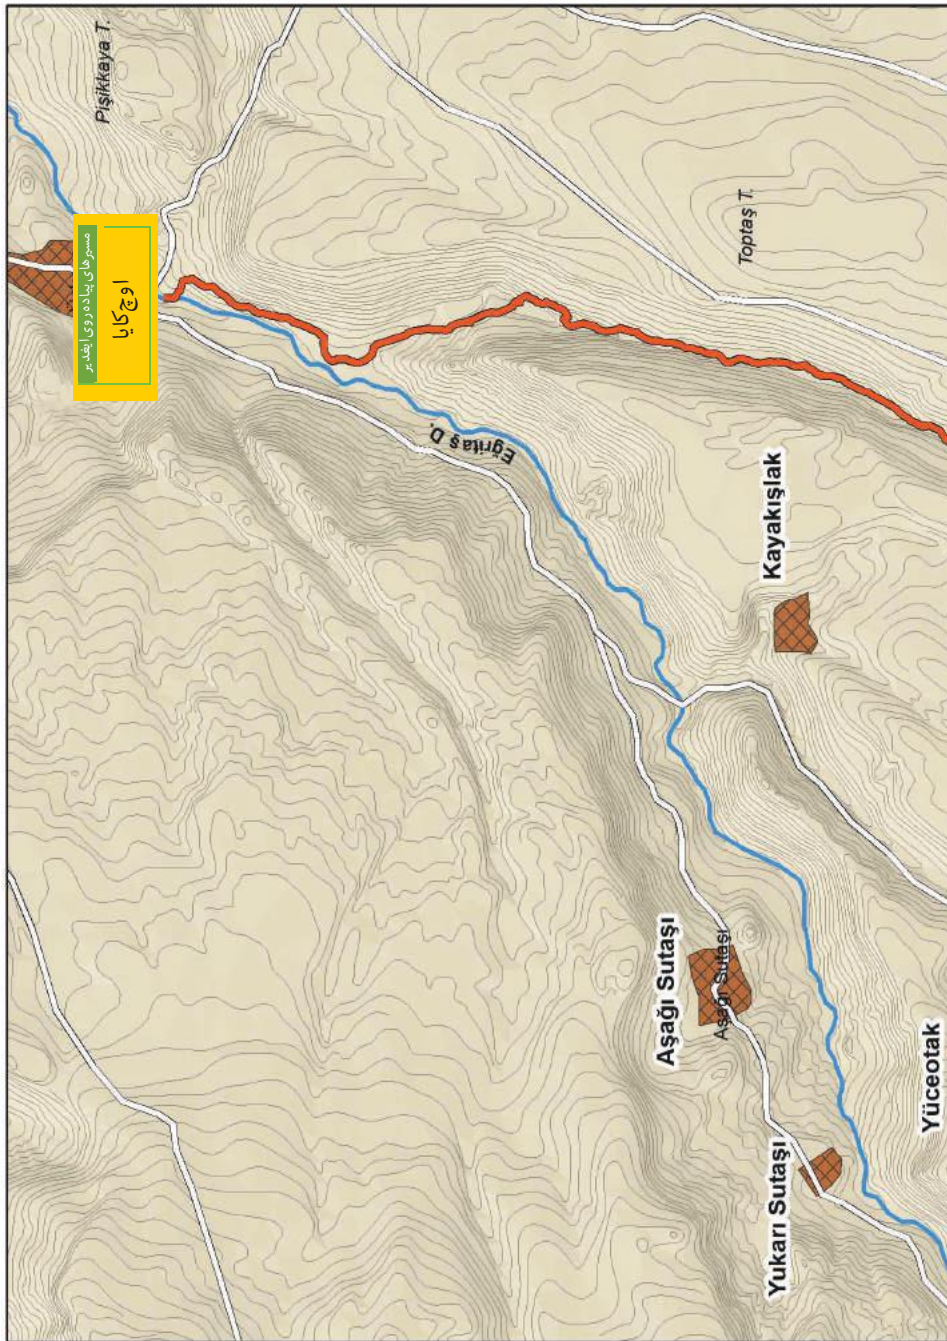 Pişikkaya T.
مسیرهای پیاده‌روی ایغدیر
اوچ کایا
Toptaş T.
Eğritaş D.
Kayakışlak
Aşağı Sutaşı
Aşağı Sutaşı
Yüceotak
Yukarı Sutaşı